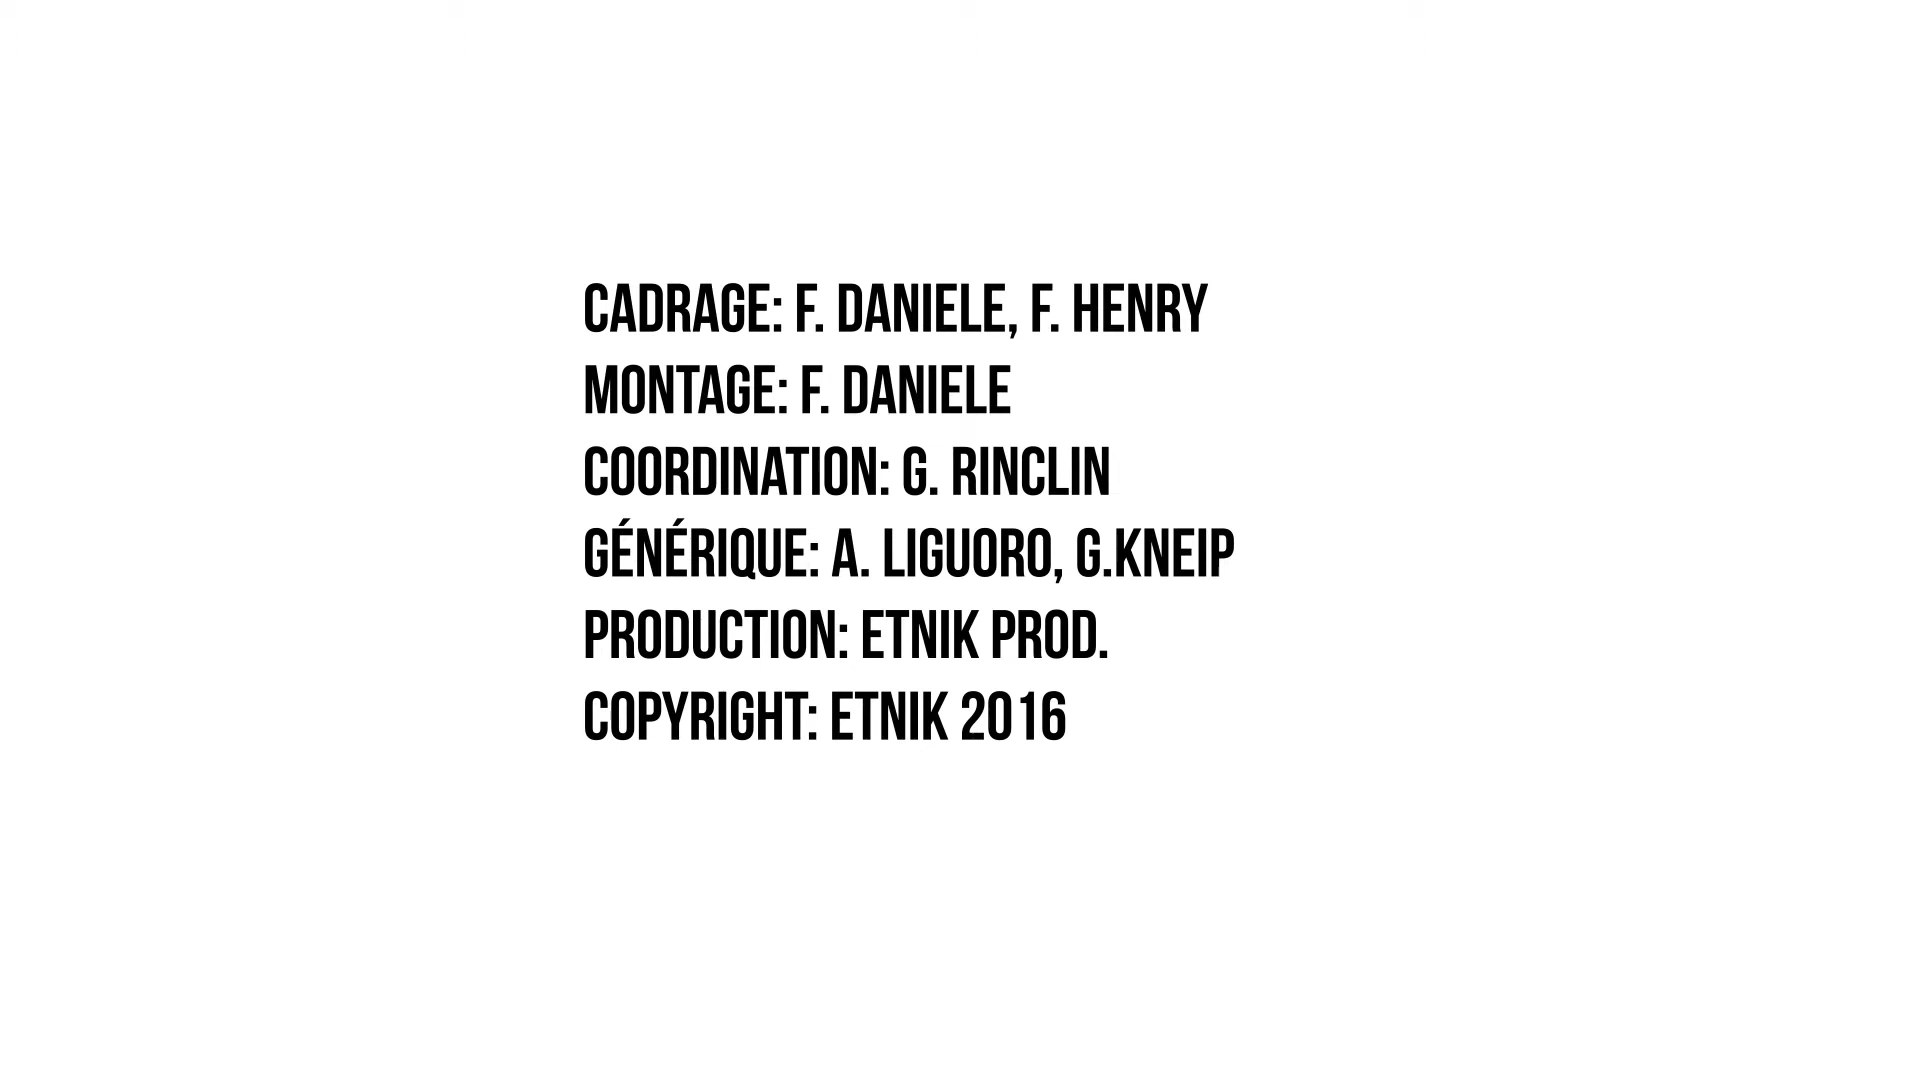 CADRAGE: F. DANIELE, F. HENRY
MONTAGE: F. DANIELE
COORDINATION: G. RINCLIN
GÉNÉRIQUE: A. LIGUORO, G.KNEIP
PRODUCTION: ETNIK PROD.
COPYRIGHT: ETNIK 2016